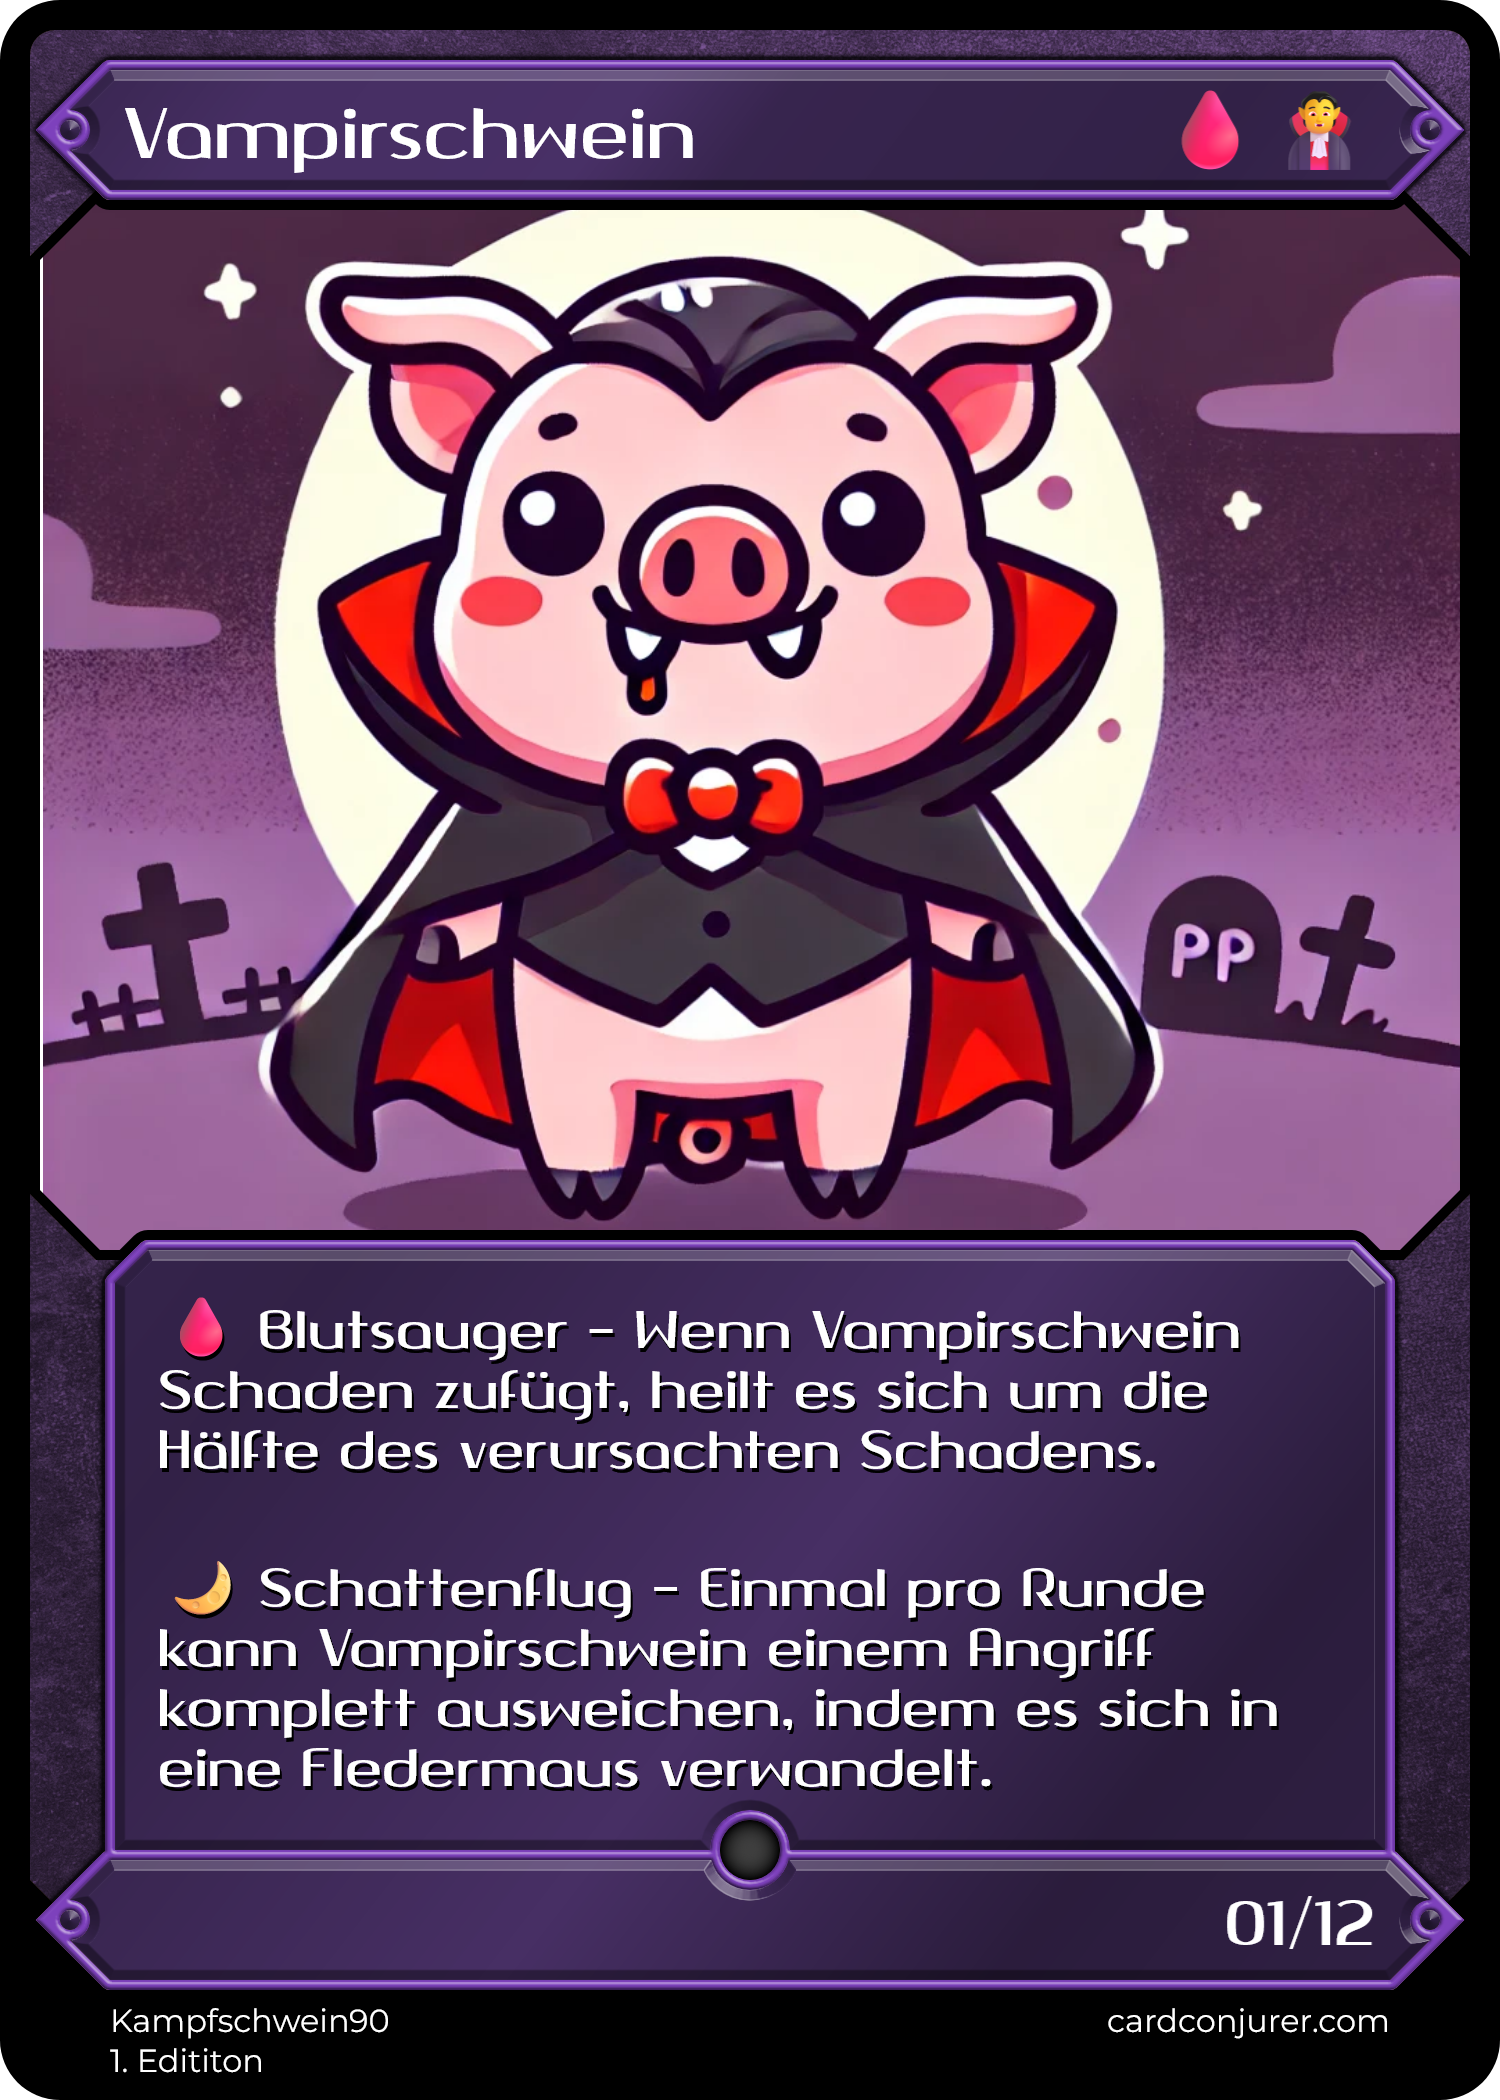 Vampirschwein
PP
Blutsauger - Wenn Vampirschwein
Schaden zufügt, heilt es sich um die
Hälfte des verursachten Schadens.
Schattenflug - Einmal pro Runde
kann Vampirschwein einem Angriff
komplett ausweichen, indem es sich in
eine Fledermaus verwandelt.
01/12
Kampfschwein90
cardconjurer.com
1. Edititon